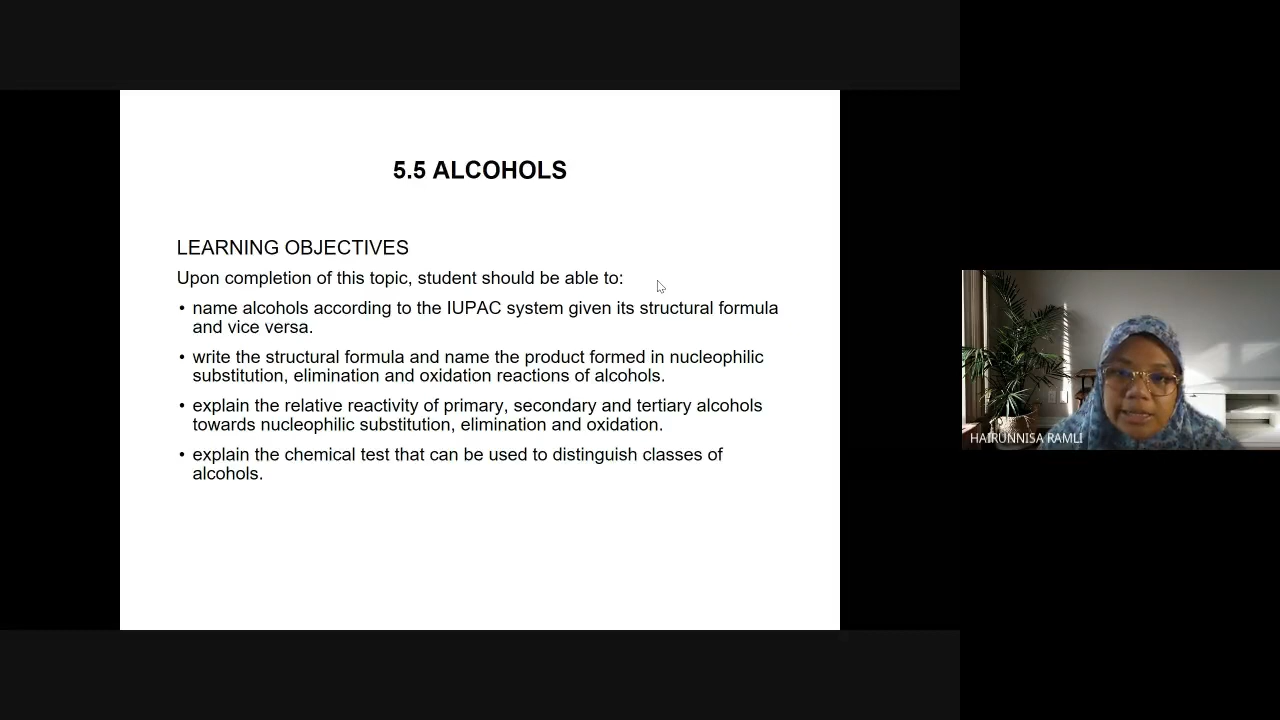 5.5 ALCOHOLS
LEARNING OBJECTIVES
Upon completion of this topic, student should be able to:
• name alcohols according to the IUPAC system given its structural formula
and vice versa.
• write the structural formula and name the product formed in nucleophilic
substitution, elimination and oxidation reactions of alcohols.
• explain the relative reactivity of primary, secondary and tertiary alcohols
towards nucleophilic substitution, elimination and oxidation.
• explain the chemical test that can be used to distinguish classes of
alcohols.
HAIRUNNISA RAMLI